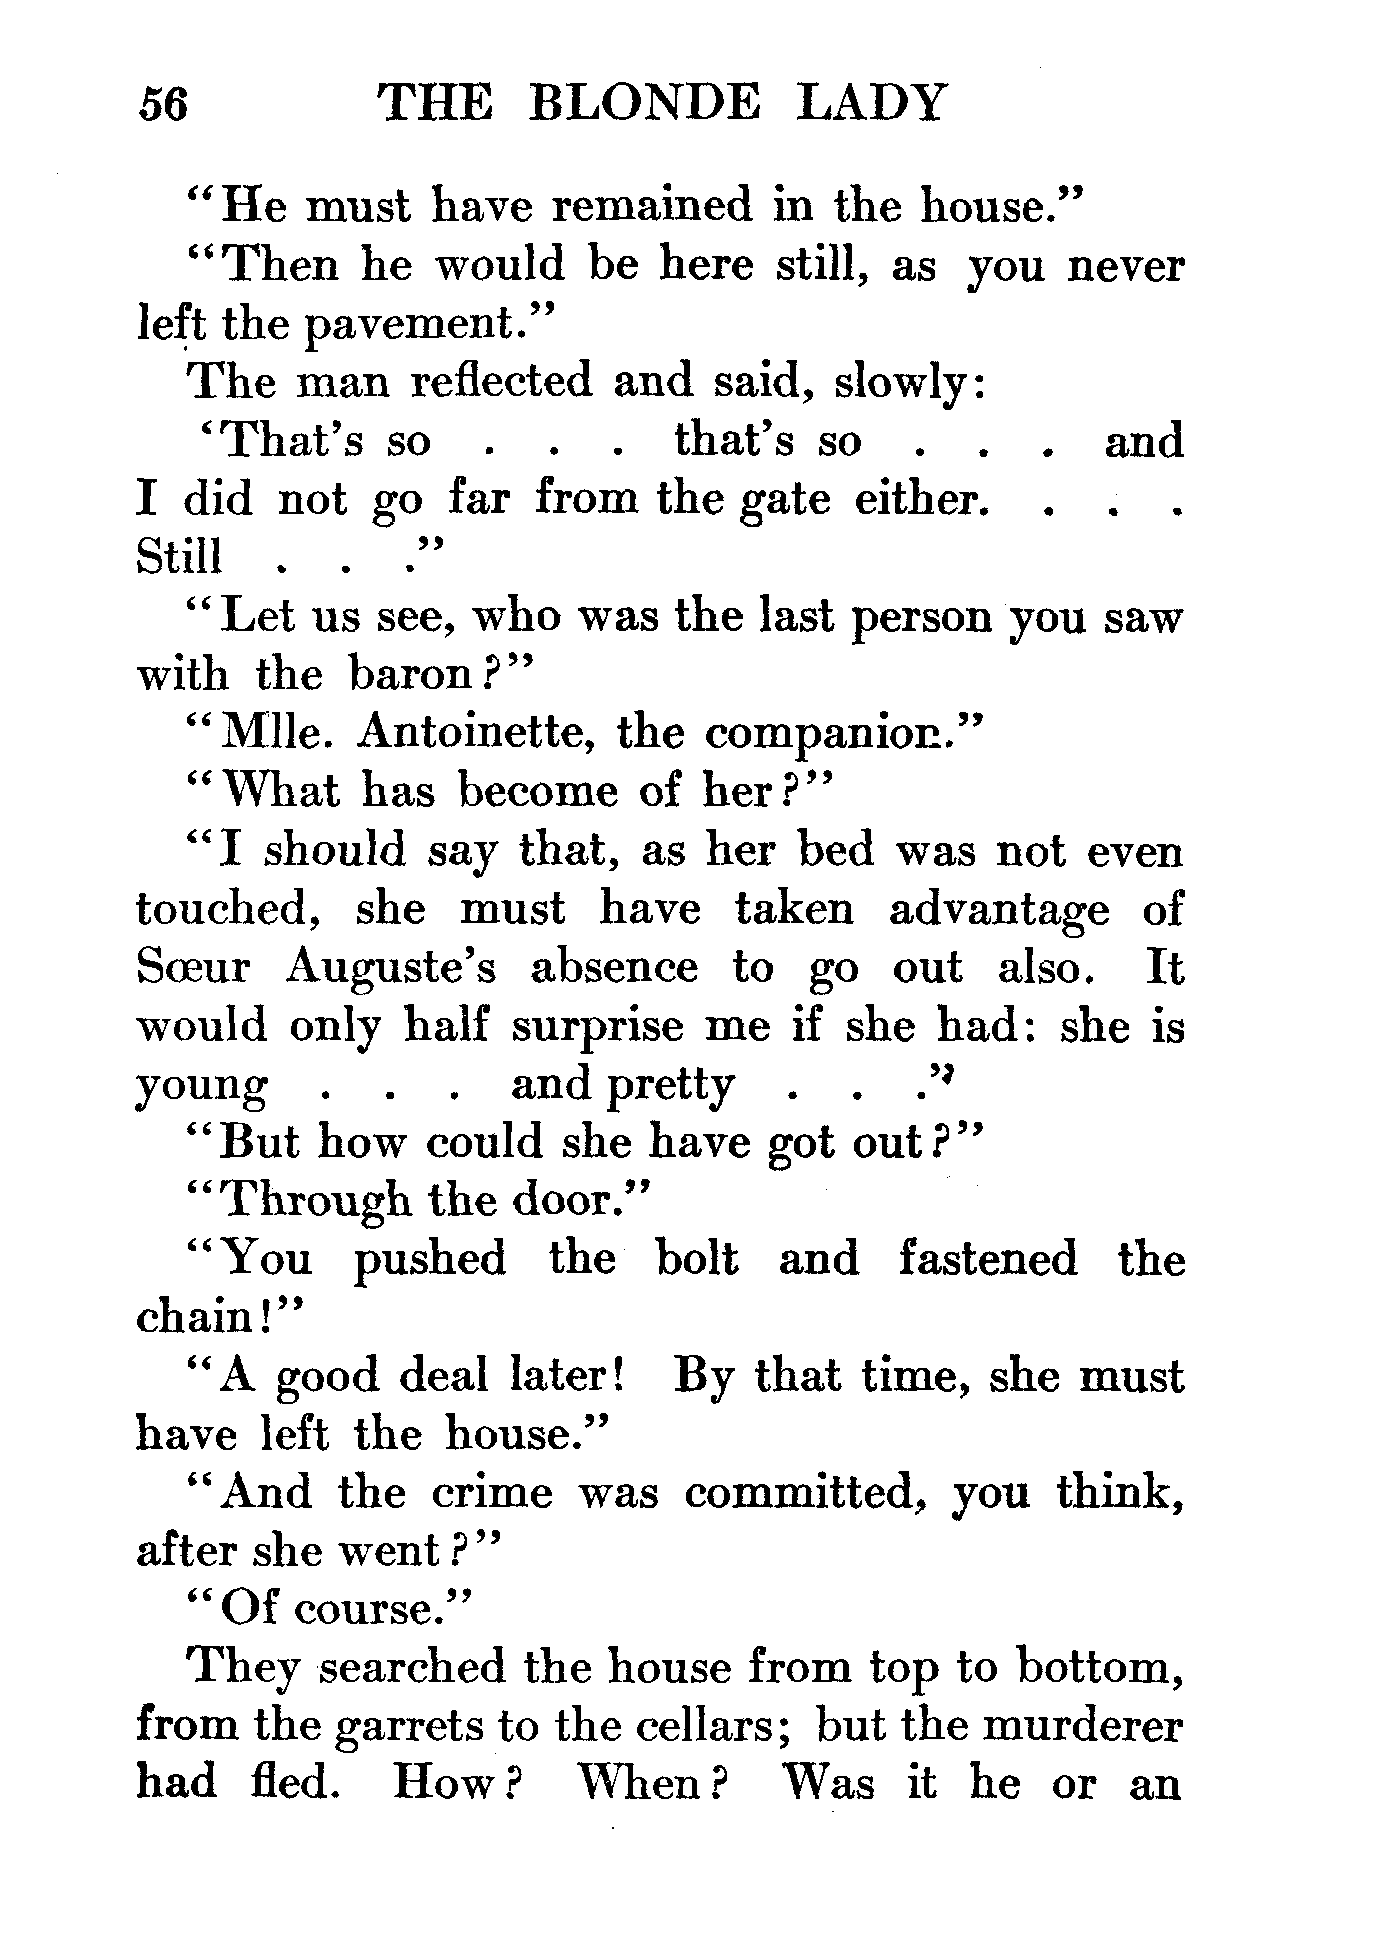 56 THE BLONDE LADY
"He must have remained in the house."
"Then he would be here still, as you never
left the pavement."
The man reflected and said, slowly:
'That's so . . . that's so . . . and
I did not go far from the gate either. . . .
Still . . ."
"Let us see, who was the last person you saw
with the baron?"
"Mlle. Antoinette, the companion."
"What has become of her?"
"I should say that, as her bed was not even
touched, she must have taken advantage of
Sœur Auguste's absence to go out also. It
would only half surprise me if she had: she is
young . . . and pretty . . ."
"But how could she have got out?"
"Through the door."
"You pushed the bolt and fastened the
chain!"
"A good deal later! By that time, she must
have left the house."
"And the crime was committed, you think,
after she went?"
"Of course."
They searched the house from top to bottom,
from the garrets to the cellars; but the murderer
had fled. How? When? Was it he or an